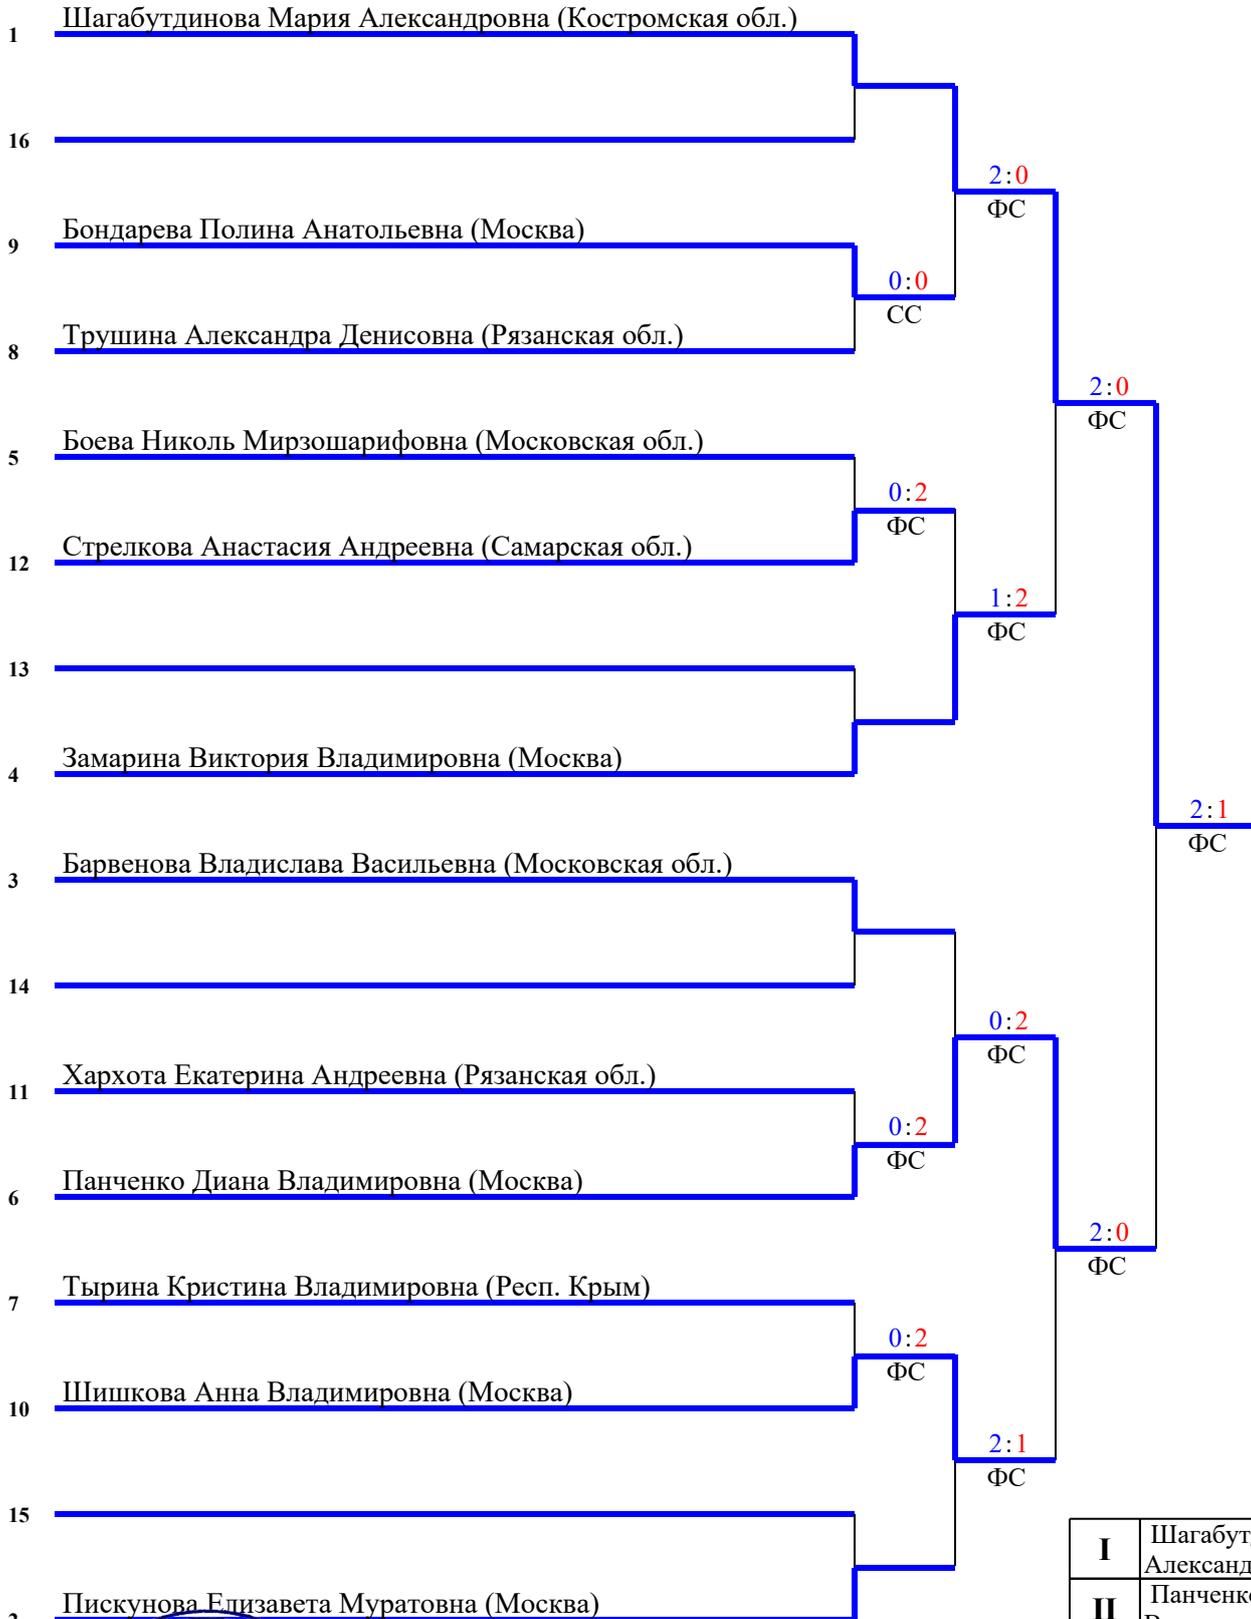 Шагабутдинова Мария Александровна (Костромская обл.)
1
16
2:0
ФС
Бондарева Полина Анатольевна (Москва)
9
0:0
СС
Трушина Александра Денисовна (Рязанская обл.)
8
2:0
ФС
Боева Николь Мирзошарифовна (Московская обл.)
5
0:2
ФС
Стрелкова Анастасия Андреевна (Самарская обл.)
12
1:2
ФС
13
Замарина Виктория Владимировна (Москва)
4
2:1
ФС
Барвенова Владислава Васильевна (Московская обл.)
3
14
0:2
ФС
Хархота Екатерина Андреевна (Рязанская обл.)
11
0:2
ФС
Панченко Диана Владимировна (Москва)
6
2:0
ФС
Тырина Кристина Владимировна (Респ. Крым)
7
0:2
ФС
Шишкова Анна Владимировна (Москва)
10
2:1
ФС
15
I
Шагабут
Александ
Пискунова Елизавета Муратовна (Москва)
II
Панченко